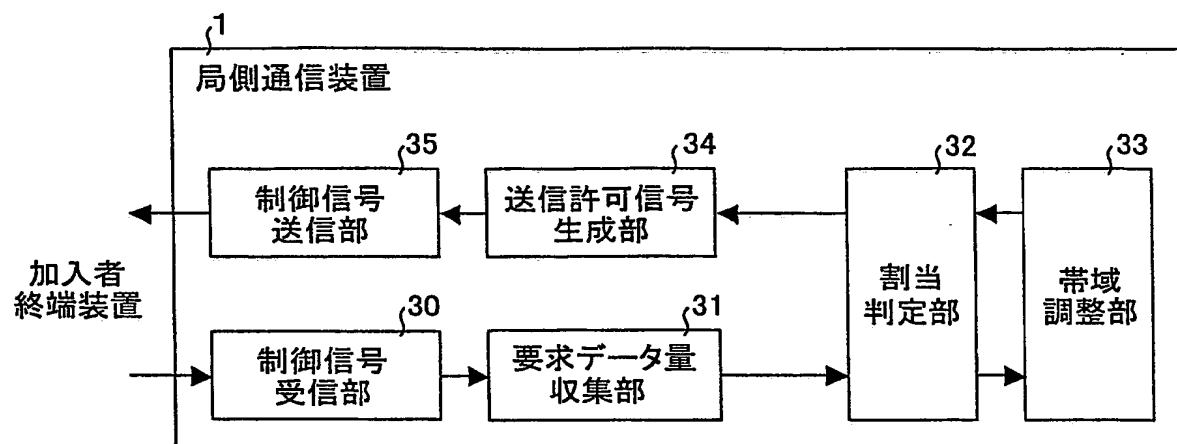 1
局側通信装置
35
制御信号
送信部
34
送信許可信号
生成部
32
割当
判定部
33
帯域
調整部
加入者
終端装置
30
制御信号
受信部
31
要求データ量
収集部